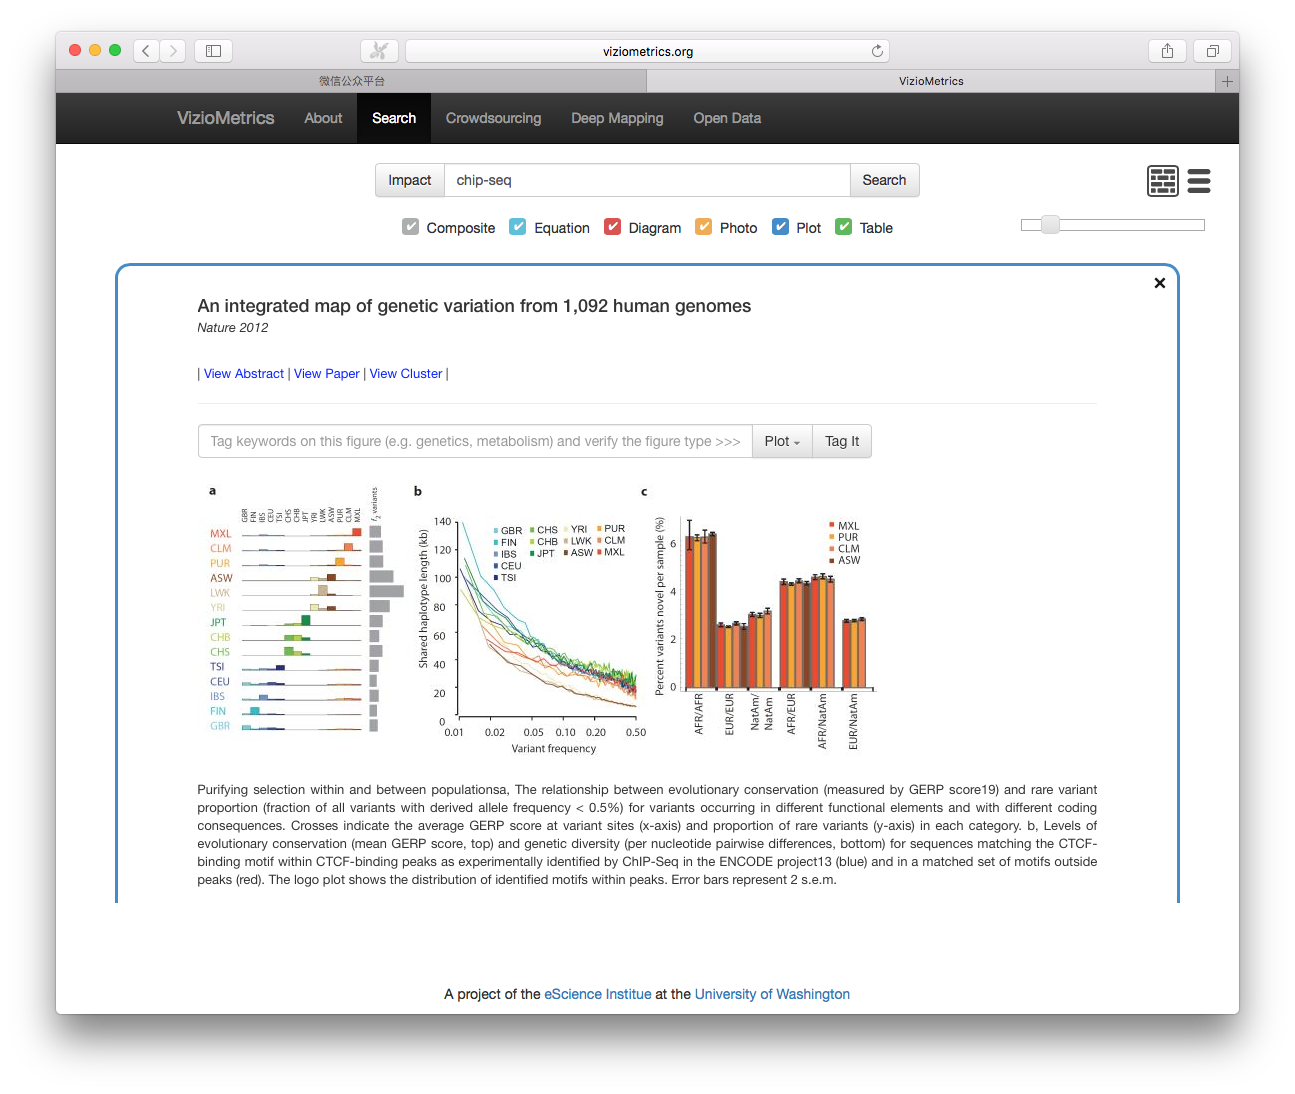 viziometrics.org
微信公众平台
VizioMetrics
+
VizioMetrics About Search Crowdsourcing Deep Mapping Open Data
Impact chip-seq Search
Composite Equation Diagram Photo Plot Table
An integrated map of genetic variation from 1,092 human genomes
Nature 2012
| View Abstract | View Paper | View Cluster |
Tag keywords on this figure (e.g. genetics, metabolism) and verify the figure type >>> Plot Tag It
a
GBR FIN IBS CEU TSI CHS CHB JPT YRI LWK ASW PUR CLM MXL
f2 variants
MXL
CLM
PUR
ASW
LWK
YRI
JPT
CHB
CHS
TSI
CEU
IBS
FIN
GBR
b
Shared haplotype length (kb)
140
120
100
80
60
40
20
0
GBR CHS YRI PUR
FIN CHB LWK CLM
IBS JPT ASW MXL
CEU
TSI
0.01 0.02 0.05 0.10 0.20 0.50
Variant frequency
c
Percent variants novel per sample (%)
6
4
2
0
MXL
PUR
CLM
ASW
AFR/AFR
EUR/EUR
NatAm/
NatAm
AFR/EUR
AFR/NatAm
EUR/NatAm
Purifying selection within and between populationsa, The relationship between evolutionary conservation (measured by GERP score19) and rare variant
proportion (fraction of all variants with derived allele frequency < 0.5%) for variants occurring in different functional elements and with different coding
consequences. Crosses indicate the average GERP score at variant sites (x-axis) and proportion of rare variants (y-axis) in each category. b, Levels of
evolutionary conservation (mean GERP score, top) and genetic diversity (per nucleotide pairwise differences, bottom) for sequences matching the CTCF-
binding motif within CTCF-binding peaks as experimentally identified by ChIP-Seq in the ENCODE project13 (blue) and in a matched set of motifs outside
peaks (red). The logo plot shows the distribution of identified motifs within peaks. Error bars represent 2 s.e.m.
A project of the eScience Institue at the University of Washington